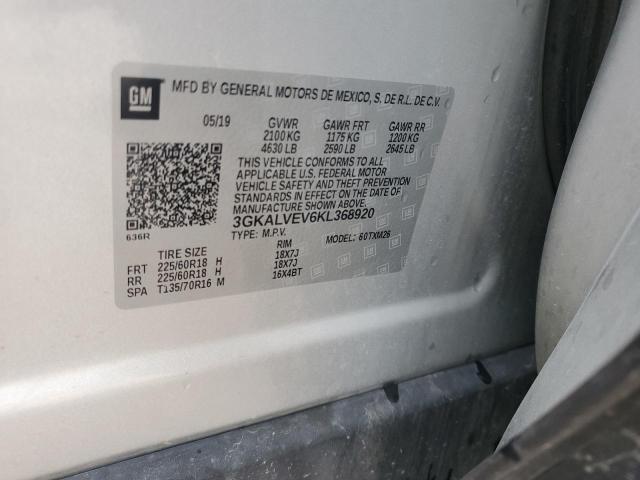 GM
MFD BY GENERAL MOTORS DE MEXICO, S. DE R.L. DE C.V.
05/19 GVWR GAWR FRT GAWR RR
2100 KG 1175 KG 1200 KG
4630 LB 2590 LB 2645 LB
THIS VEHICLE CONFORMS TO ALL
APPLICABLE U.S. FEDERAL MOTOR
VEHICLE SAFETY AND THEFT
PREVENTION STANDARDS IN
EFFECT ON THE DATE OF
MANUFACTURE SHOWN ABOVE.
3GKALVEV6KL368920
636R
TYPE: M.P.V. MODEL: 60TXM26
TIRE SIZE RIM
FRT 225/60R18 H 18X7J
RR 225/60R18 H 18X7J
SPA T135/70R16 M 16X4BT